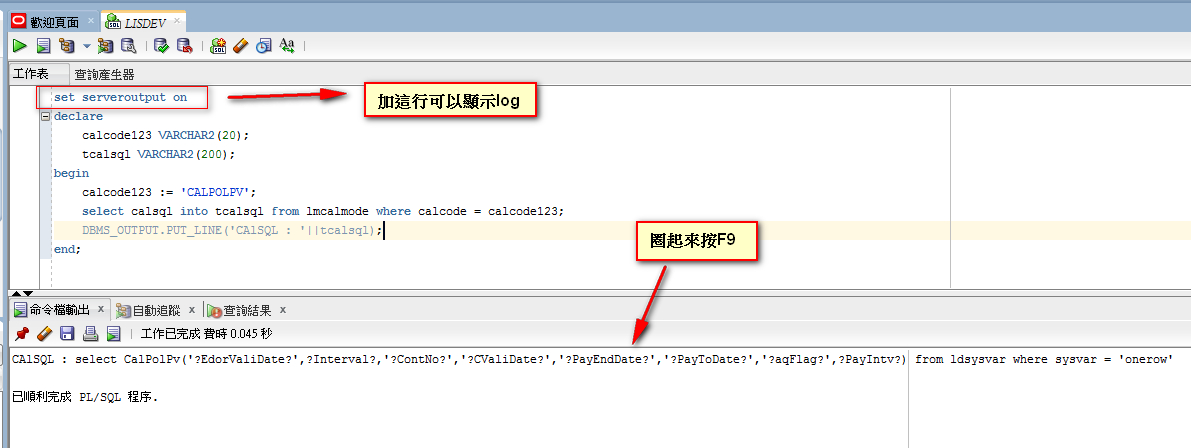 歡迎頁面
LISDEV
工作表
查詢產生器
set serveroutput on
加這行可以顯示log
declare
calcode123 VARCHAR2(20);
tcalsql VARCHAR2(200);
begin
calcode123 := 'CALPOLPV';
select calsql into tcalsql from lmcalmode where calcode = calcode123;
DBMS_OUTPUT.PUT_LINE('CAlSQL : '||tcalsql);
end;
圈起來按F9
命令檔輸出
自動追蹤
查詢結果
工作已完成 費時 0.045 秒
CAlSQL : select CalPolPv('?EdorValiDate?',?Interval?,'?ContNo?','?CValiDate?','?PayEndDate?','?PayToDate?','?aqFlag?',?PayIntv?) from ldsysvar where sysvar = 'onerow'
已順利完成 PL/SQL 程序.